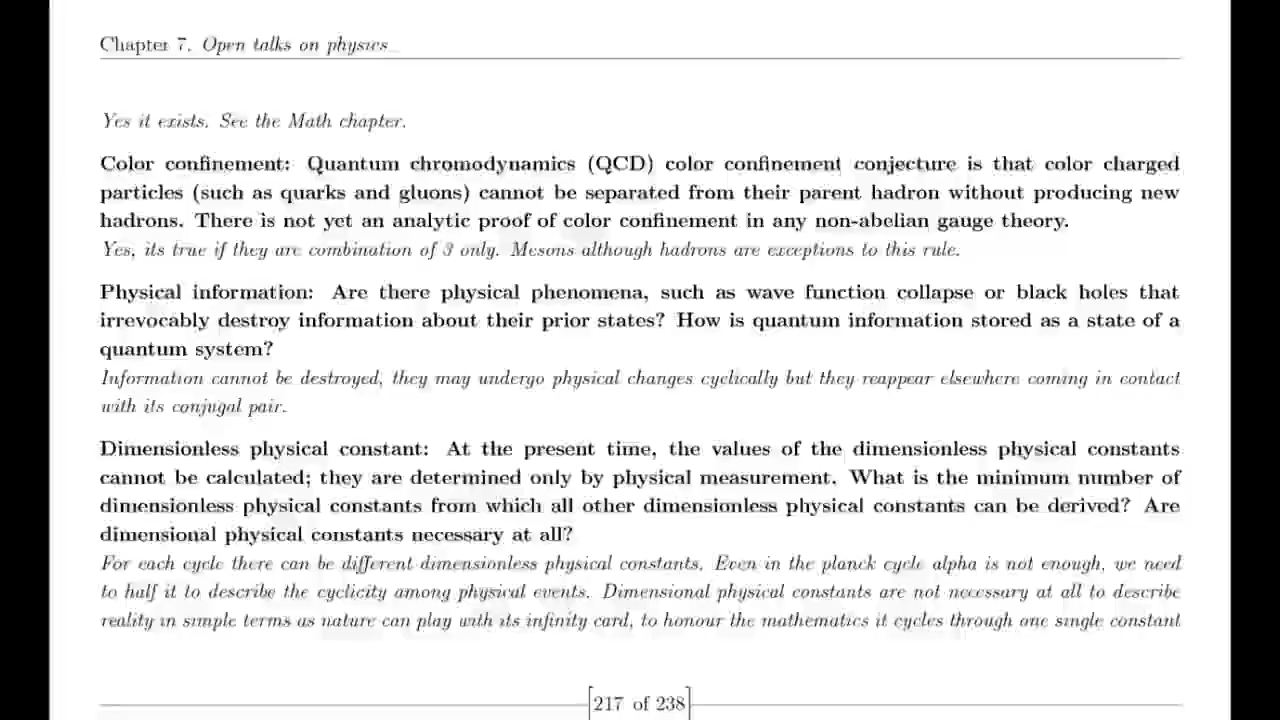 Chapter 7. Open talks on physics
Yes it exists. See the Math chapter.
Color confinement: Quantum chromodynamics (QCD) color confinement conjecture is that color charged
particles (such as quarks and gluons) cannot be separated from their parent hadron without producing new
hadrons. There is not yet an analytic proof of color confinement in any non-abelian gauge theory.
Yes, its true if they are combination of 3 only. Mesons although hadrons are exceptions to this rule.
Physical information: Are there physical phenomena, such as wave function collapse or black holes that
irrevocably destroy information about their prior states? How is quantum information stored as a state of a
quantum system?
Information cannot be destroyed, they may undergo physical changes cyclically but they reappear elsewhere coming in contact
with its conjugal pair.
Dimensionless physical constant: At the present time, the values of the dimensionless physical constants
cannot be calculated; they are determined only by physical measurement. What is the minimum number of
dimensionless physical constants from which all other dimensionless physical constants can be derived? Are
dimensional physical constants necessary at all?
For each cycle there can be different dimensionless physical constants. Even in the planck cycle alpha is not enough, we need
to half it to describe the cyclicity among physical events. Dimensional physical constants are not necessary at all to describe
reality in simple terms as nature can play with its infinity card, to honour the mathematics it cycles through one single constant
217 of 238